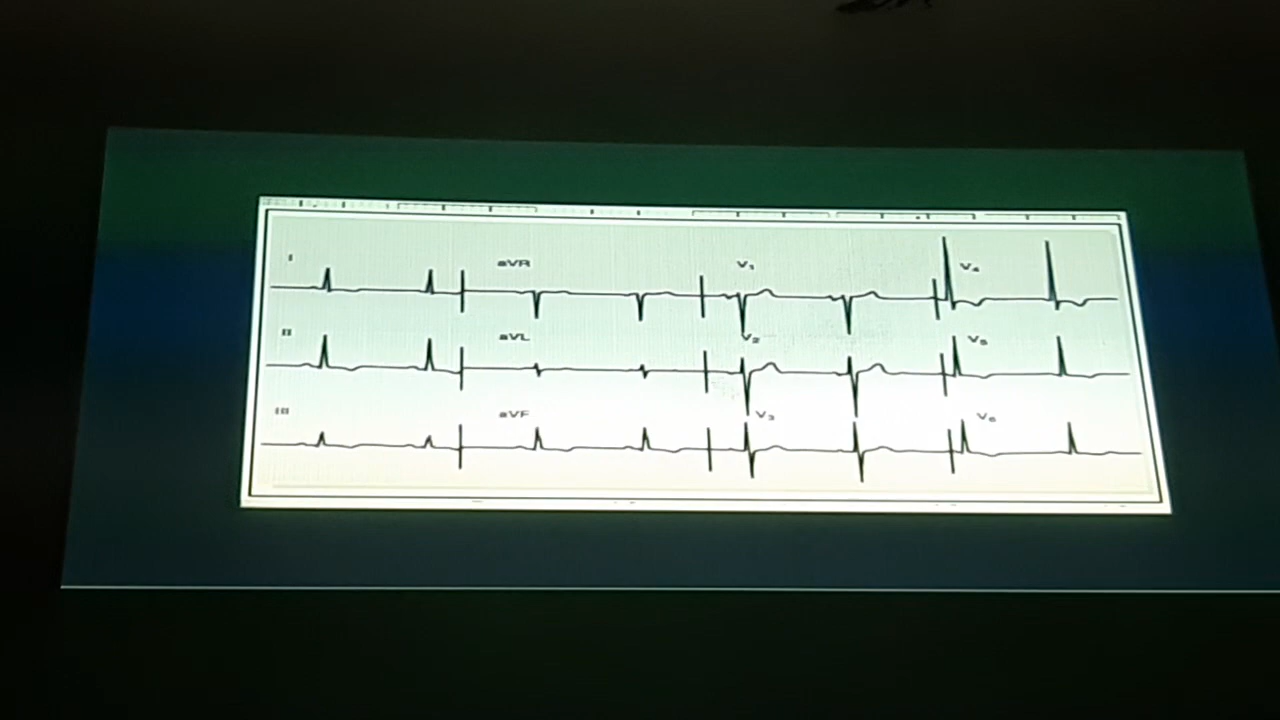 I aVR V₁ V₄
II aVL V₂ V₅
III aVF V₃ V₆